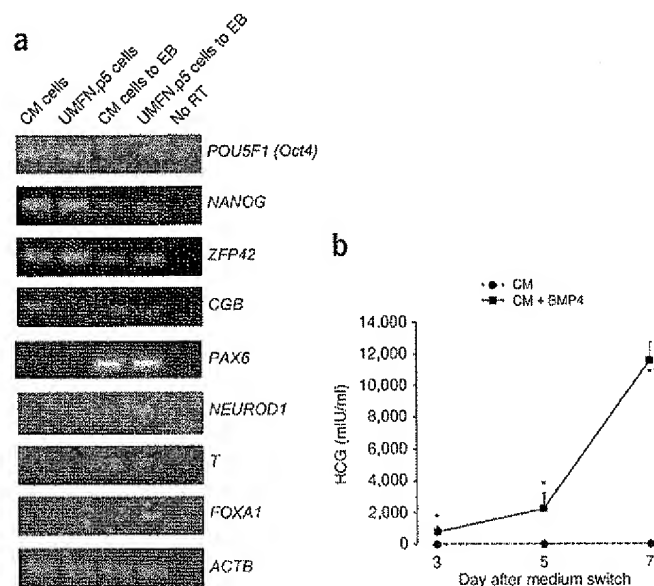 a
CM cells
UMFN,p5 cells
CM cells to EB
UMFN,p5 cells to EB
No RT
POU5F1 (Oct4)
NANOG
ZFP42
CGB
PAX6
NEUROD1
T
FOXA1
ACTB
b
CM
CM + BMP4
14,000
12,000
10,000
8,000
6,000
4,000
2,000
0
HCG (mIU/ml)
3
5
7
*
*
Day after medium switch